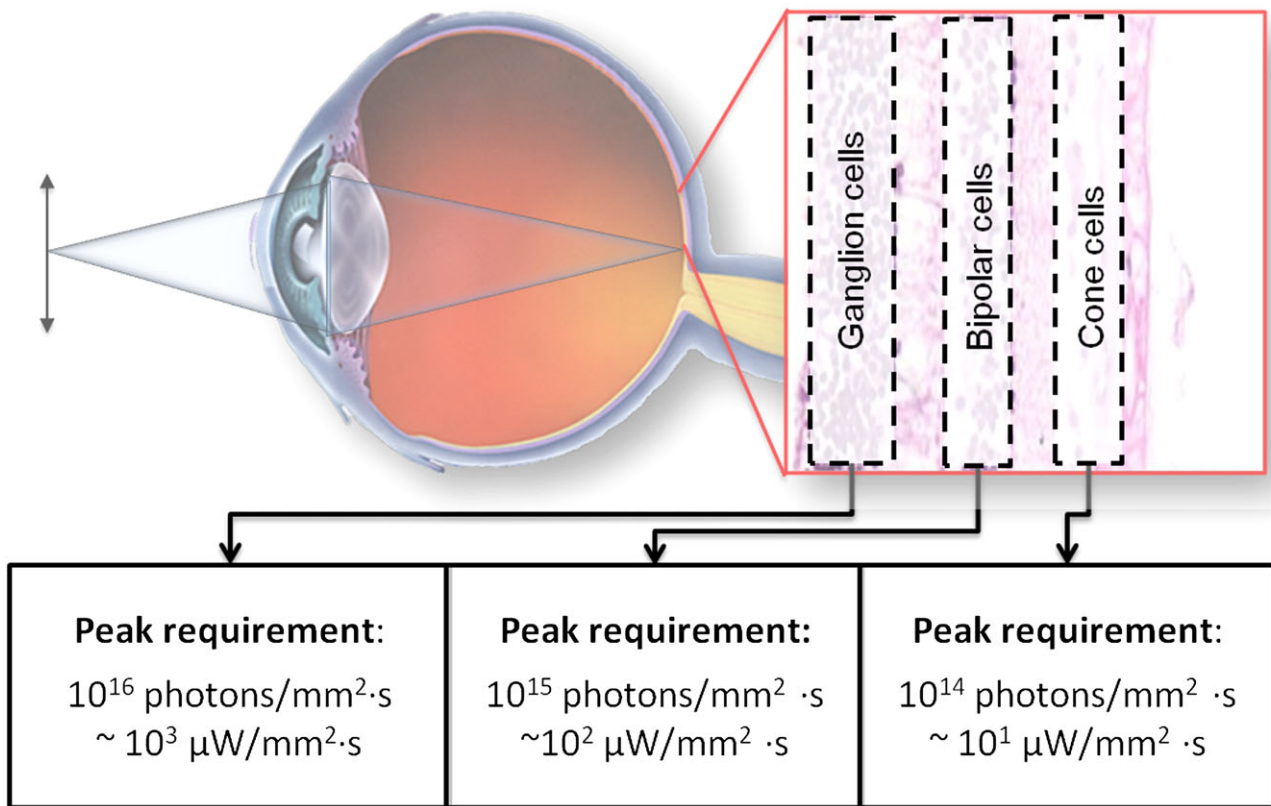 Ganglion cells
Bipolar cells
Cone cells
Peak requirement:
10¹⁶ photons/mm²·s
~ 10³ µW/mm²·s
Peak requirement:
10¹⁵ photons/mm² ·s
~10² µW/mm² ·s
Peak requirement:
10¹⁴ photons/mm² ·s
~ 10¹ µW/mm² ·s